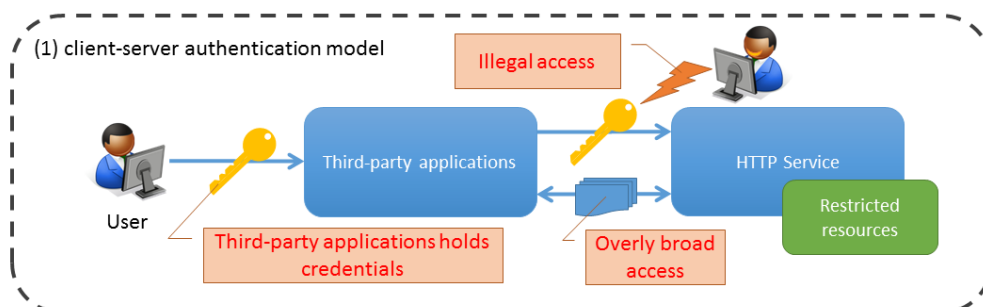 (1) client-server authentication model
Illegal access
Third-party applications
HTTP Service
User
Restricted
resources
Third-party applications holds
credentials
Overly broad
access